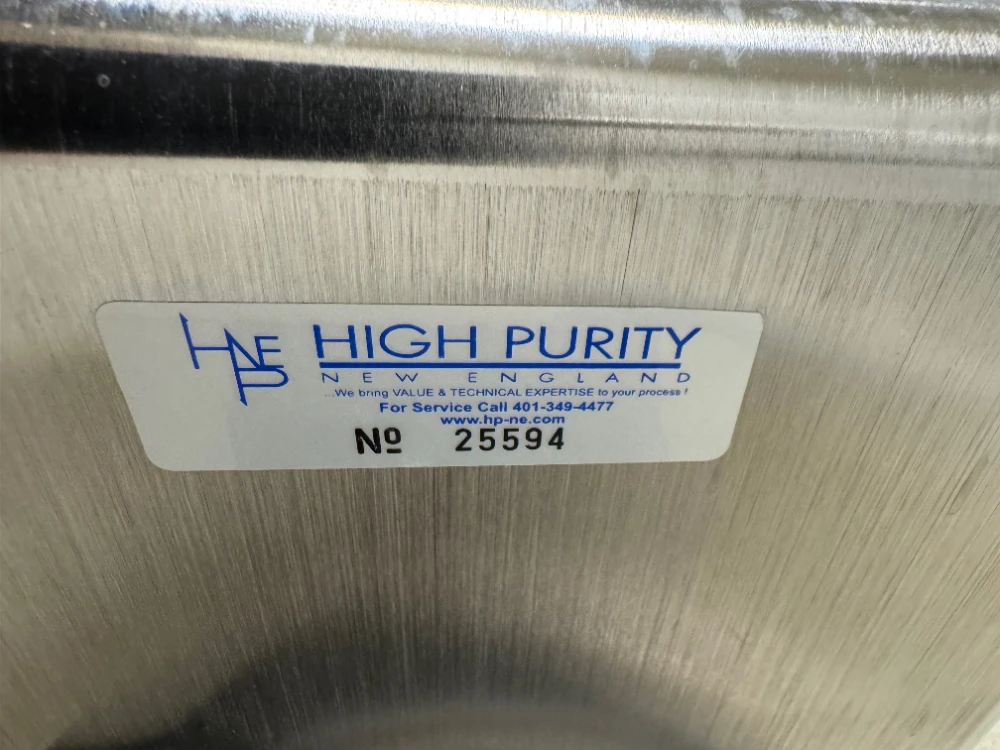 HNE
P
HIGH PURITY
NEW ENGLAND
...We bring VALUE & TECHNICAL EXPERTISE to your process !
For Service Call 401-349-4477
www.hp-ne.com
Nº 25594